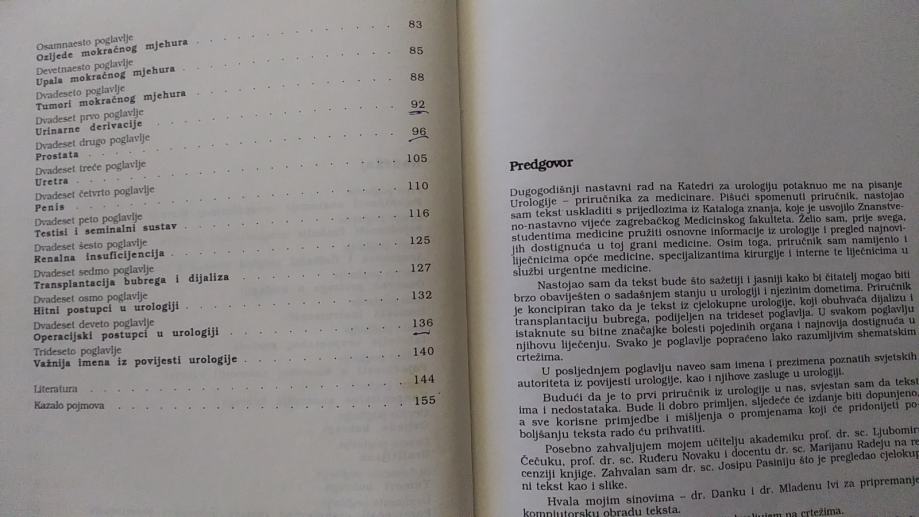 Osamnaesto poglavlje
Ozljede mokraćnog mjehura . . . . . . . . . . 83
Devetnaesto poglavlje
Upala mokraćnog mjehura . . . . . . . . . . 85
Dvadeseto poglavlje
Tumori mokraćnog mjehura . . . . . . . . . . 88
Dvadeset prvo poglavlje
Urinarne derivacije . . . . . . . . . . 92
Dvadeset drugo poglavlje
Prostata . . . . . . . . . . 96
Dvadeset treće poglavlje
Uretra . . . . . . . . . . 105
Dvadeset četvrto poglavlje
Penis . . . . . . . . . . 110
Dvadeset peto poglavlje
Testisi i seminalni sustav . . . . . . . . . . 116
Dvadeset šesto poglavlje
Renalna insuficijencija . . . . . . . . . . 125
Dvadeset sedmo poglavlje
Transplantacija bubrega i dijaliza . . . . . . . . . . 127
Dvadeset osmo poglavlje
Hitni postupci u urologiji . . . . . . . . . . 132
Dvadeset deveto poglavlje
Operacijski postupci u urologiji . . . . . . . . . . 136
Trideseto poglavlje
Važnija imena iz povijesti urologije . . . . . . . . . . 140
Literatura . . . . . . . . . . 144
Kazalo pojmova . . . . . . . . . . 155
Predgovor
Dugogodišnji nastavni rad na Katedri za urologiju potaknuo me na pisanje
Urologije – priručnika za medicinare. Pišući spomenuti priručnik, nastojao
sam tekst uskladiti s prijedlozima iz Kataloga znanja, koje je usvojilo Znanstve-
no-nastavno vijeće zagrebačkog Medicinskog fakulteta. Želio sam, prije svega,
studentima medicine pružiti osnovne informacije iz urologije i pregled najnovi-
jih dostignuća u toj grani medicine. Osim toga, priručnik sam namijenio i
liječnicima opće medicine, specijalizantima kirurgije i interne te liječnicima u
službi urgentne medicine.
Nastojao sam da tekst bude što sažetiji i jasniji kako bi čitatelj mogao biti
brzo obaviješten o sadašnjem stanju u urologiji i njezinim dometima. Priručnik
je koncipiran tako da je tekst iz cjelokupne urologije, koji obuhvaća dijalizu i
transplantaciju bubrega, podijeljen na trideset poglavlja. U svakom poglavlju
istaknute su bitne značajke bolesti pojedinih organa i najnovija dostignuća u
njihovu liječenju. Svako je poglavlje popraćeno lako razumljivim shematskim
crtežima.
U posljednjem poglavlju naveo sam imena i prezimena poznatih svjetskih
autoriteta iz povijesti urologije, kao i njihove zasluge u urologiji.
Budući da je to prvi priručnik iz urologije u nas, svjestan sam da tekst
ima i nedostataka. Bude li dobro primljen, sljedeće će izdanje biti dopunjeno,
a sve korisne primjedbe i mišljenja o promjenama koji će pridonijeti po-
boljšanju teksta rado ću prihvatiti.
Posebno zahvaljujem mojem učitelju akademiku prof. dr. sc. Ljubomiru
Čečuku, prof. dr. sc. Ruđeru Novaku i docentu dr. sc. Marijanu Radeju na re
cenziji knjige. Zahvalan sam dr. sc. Josipu Pasiniju što je pregledao cjelokup
ni tekst kao i slike.
Hvala mojim sinovima – dr. Danku i dr. Mladenu Ivi za pripremanje
kompjutorsku obradu teksta.
na crtežima.